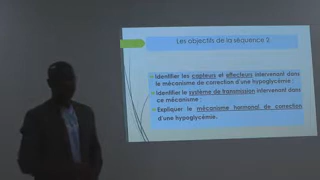 Les objectifs de la séquence 2
Identifier les capteurs et effecteurs intervenant dans
le mécanisme de correction d'une hypoglycémie.
Identifier le système de transmission intervenant dans
ce mécanisme ;
Expliquer le mécanisme hormonal de correction
d'une hypoglycémie.